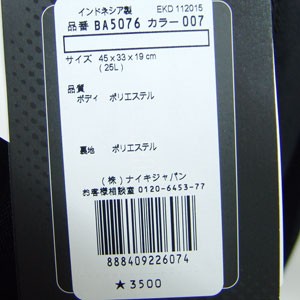 インドネシア製 EKD 112015
品番 BA5076 カラー 007
サイズ 45 x 33 x 19 cm
( 25L )
品質
ボディ ポリエステル
裏地 ポリエステル
(株) ナイキジャパン
お客様相談室 0120-6453-77
888409226074
★3500